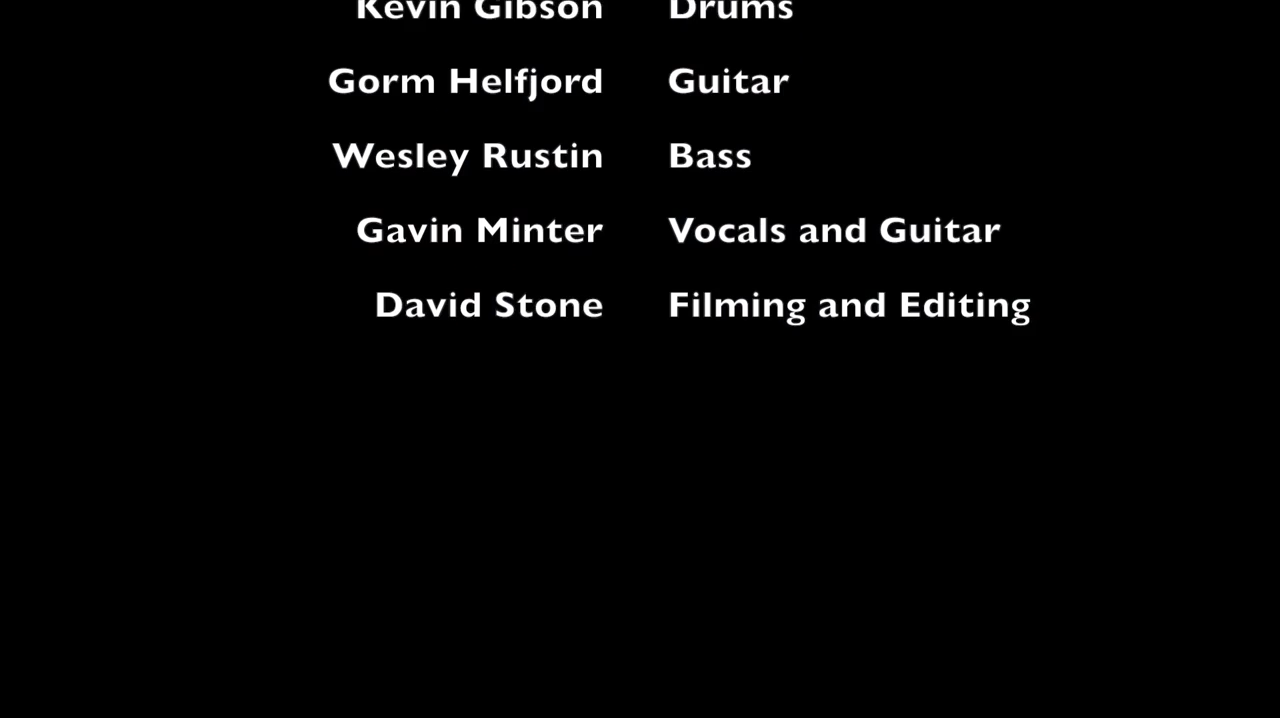 Kevin Gibson Drums
Gorm Helfjord Guitar
Wesley Rustin Bass
Gavin Minter Vocals and Guitar
David Stone Filming and Editing